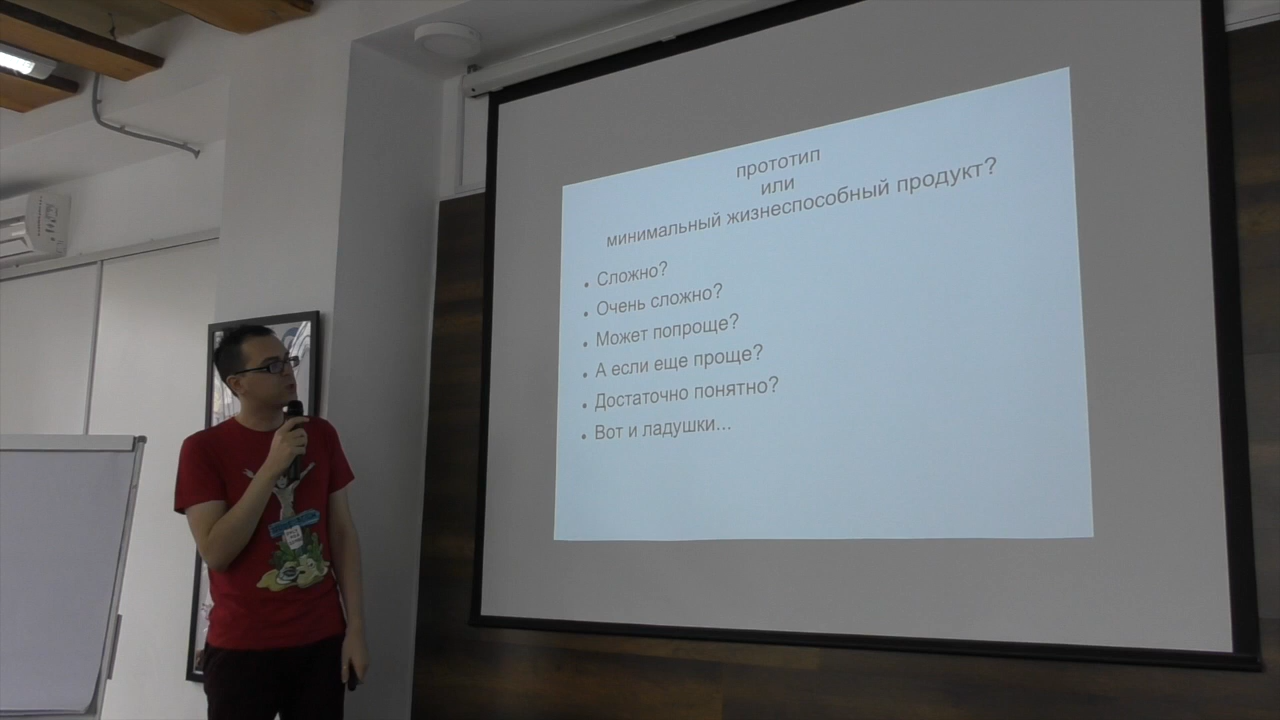 прототип
или
минимальный жизнеспособный продукт?
• Сложно?
• Очень сложно?
• Может попроще?
• А если еще проще?
• Достаточно понятно?
• Вот и ладушки...